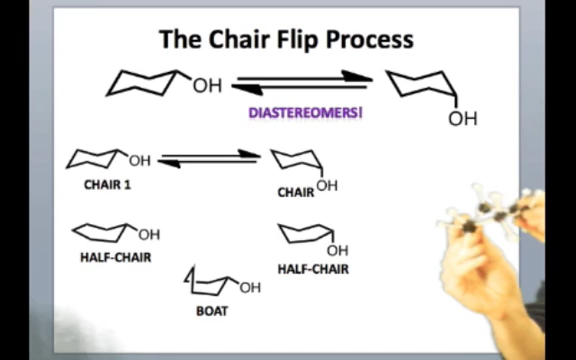 The Chair Flip Process
OH
DIASTEREOMERS!
OH
OH
CHAIR 1
CHAIR
OH
OH
HALF-CHAIR
OH
HALF-CHAIR
OH
BOAT